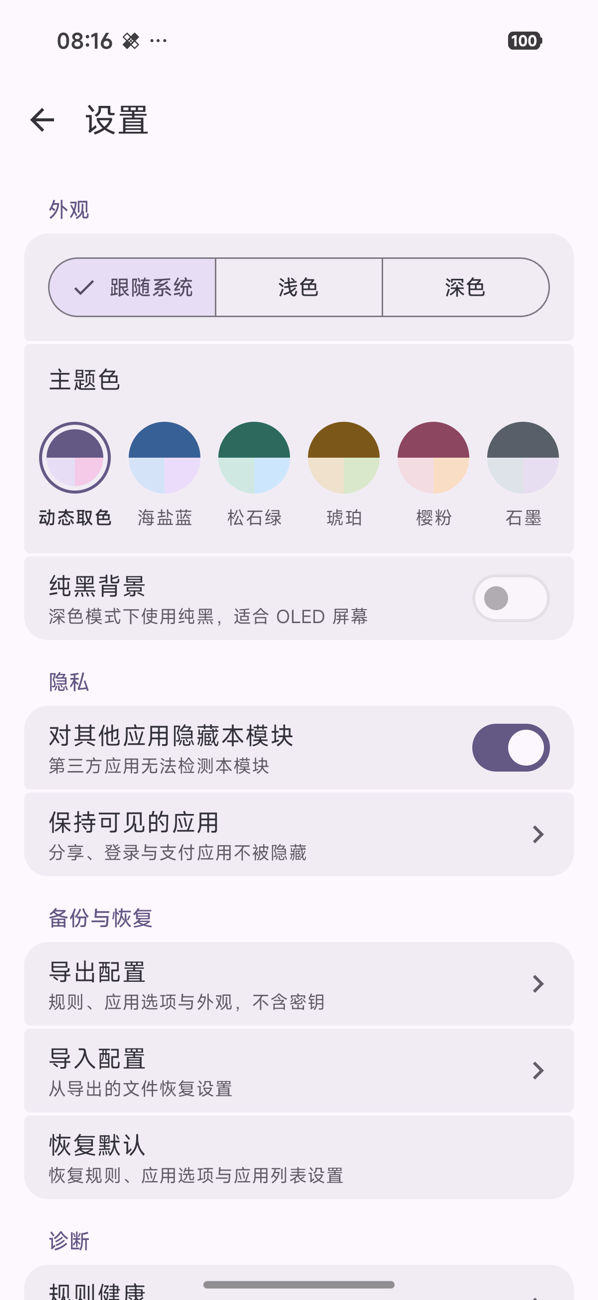 08:16
100
设置
外观
跟随系统 浅色 深色
主题色
动态取色 海盐蓝 松石绿 琥珀 樱粉 石墨
纯黑背景
深色模式下使用纯黑，适合 OLED 屏幕
隐私
对其他应用隐藏本模块
第三方应用无法检测本模块
保持可见的应用
分享、登录与支付应用不被隐藏
备份与恢复
导出配置
规则、应用选项与外观，不含密钥
导入配置
从导出的文件恢复设置
恢复默认
恢复规则、应用选项与应用列表设置
诊断
规则健康